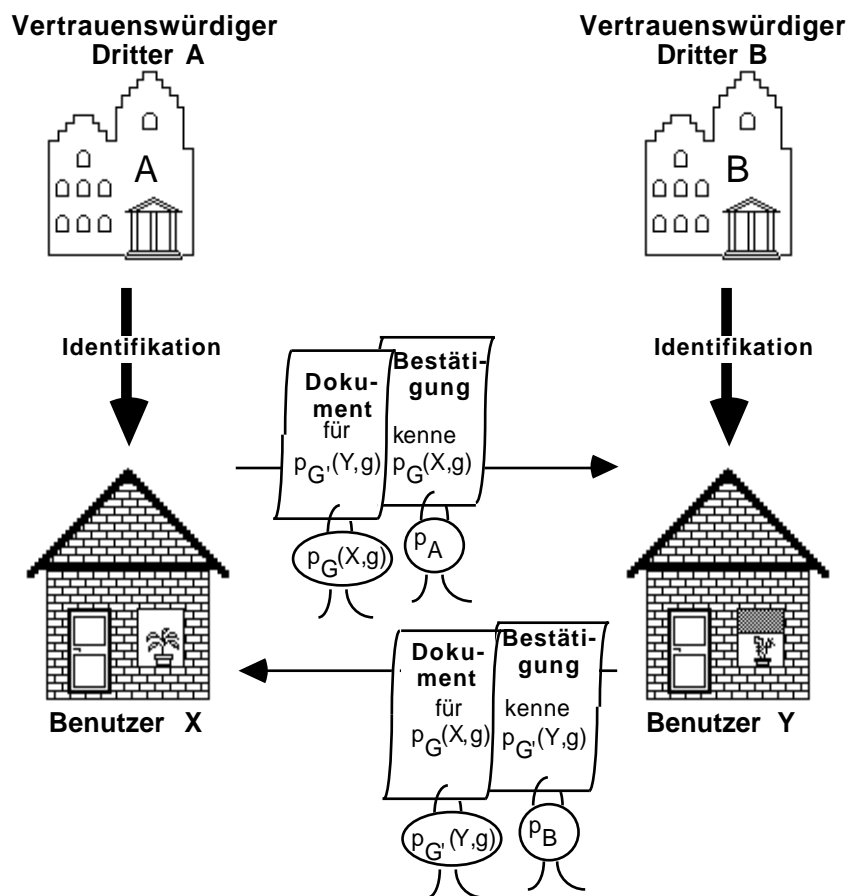 Vertrauenswürdiger
Dritter A
Vertrauenswürdiger
Dritter B
A
B
Identifikation
Identifikation
Doku-
ment
für
pG'(Y,g)
Bestäti-
gung
kenne
pG(X,g)
pG(X,g)
pA
Benutzer X
Benutzer Y
Doku-
ment
für
pG(X,g)
Bestäti-
gung
kenne
pG'(Y,g)
pG'(Y,g)
pB